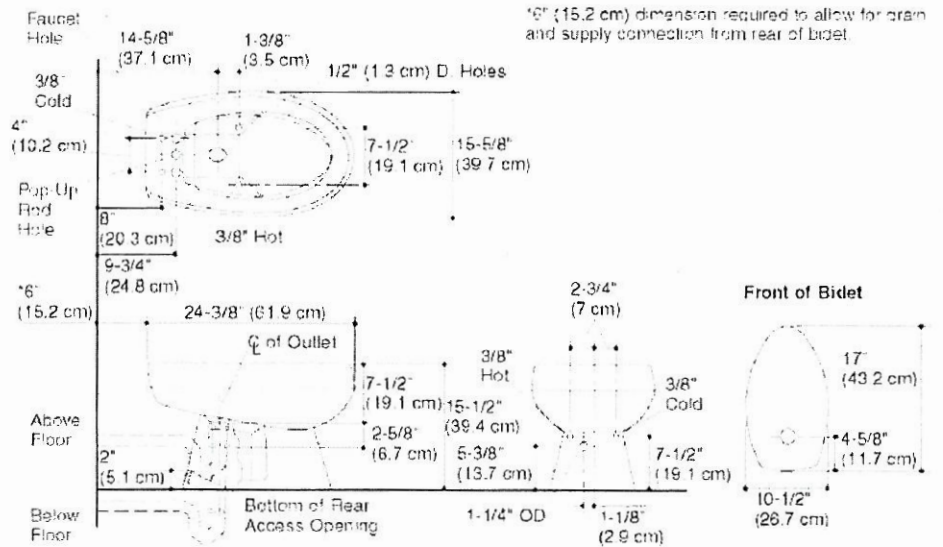 Faucet
Hole
14-5/8"
(37.1 cm)
1-3/8"
(3.5 cm)
*6" (15.2 cm) dimension required to allow for drain
and supply connection from rear of bidet.
3/8"
Cold
1/2" (1.3 cm) D. Holes
4"
(10.2 cm)
7-1/2"
(19.1 cm)
15-5/8"
(39.7 cm)
Pop-Up
Rod
Hole
8"
(20.3 cm)
3/8" Hot
9-3/4"
(24.8 cm)
*6"
(15.2 cm)
24-3/8" (61.9 cm)
℄ of Outlet
2-3/4"
(7 cm)
Front of Bidet
7-1/2"
(19.1 cm)
15-1/2"
(39.4 cm)
3/8"
Hot
3/8"
Cold
17"
(43.2 cm)
Above
Floor
2-5/8"
(6.7 cm)
5-3/8"
(13.7 cm)
7-1/2"
(19.1 cm)
4-5/8"
(11.7 cm)
2"
(5.1 cm)
10-1/2"
(26.7 cm)
Below
Floor
Bottom of Rear
Access Opening
1-1/4" OD
1-1/8"
(2.9 cm)